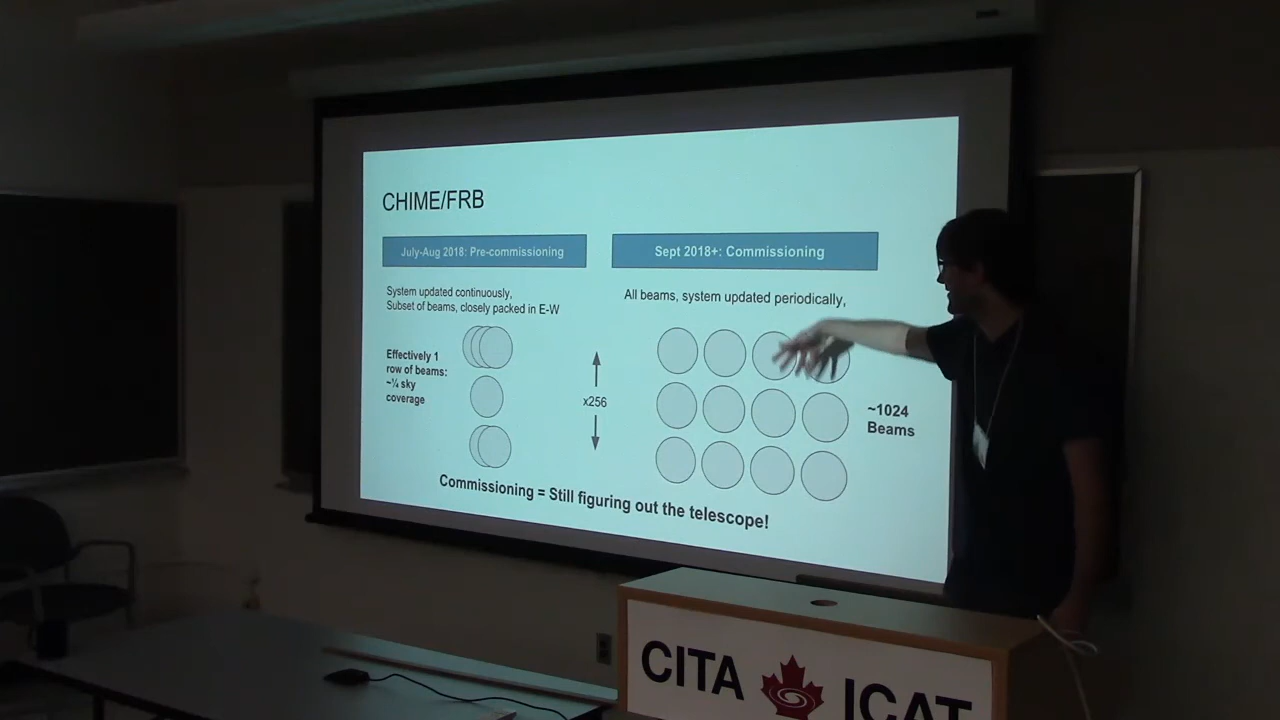 CHIME/FRB
July-Aug 2018: Pre-commissioning
System updated continuously,
Subset of beams, closely packed in E-W
Effectively 1
row of beams:
~¼ sky
coverage
x256
Sept 2018+: Commissioning
All beams, system updated periodically,
~1024
Beams
Commissioning = Still figuring out the telescope!
CITA ICAT